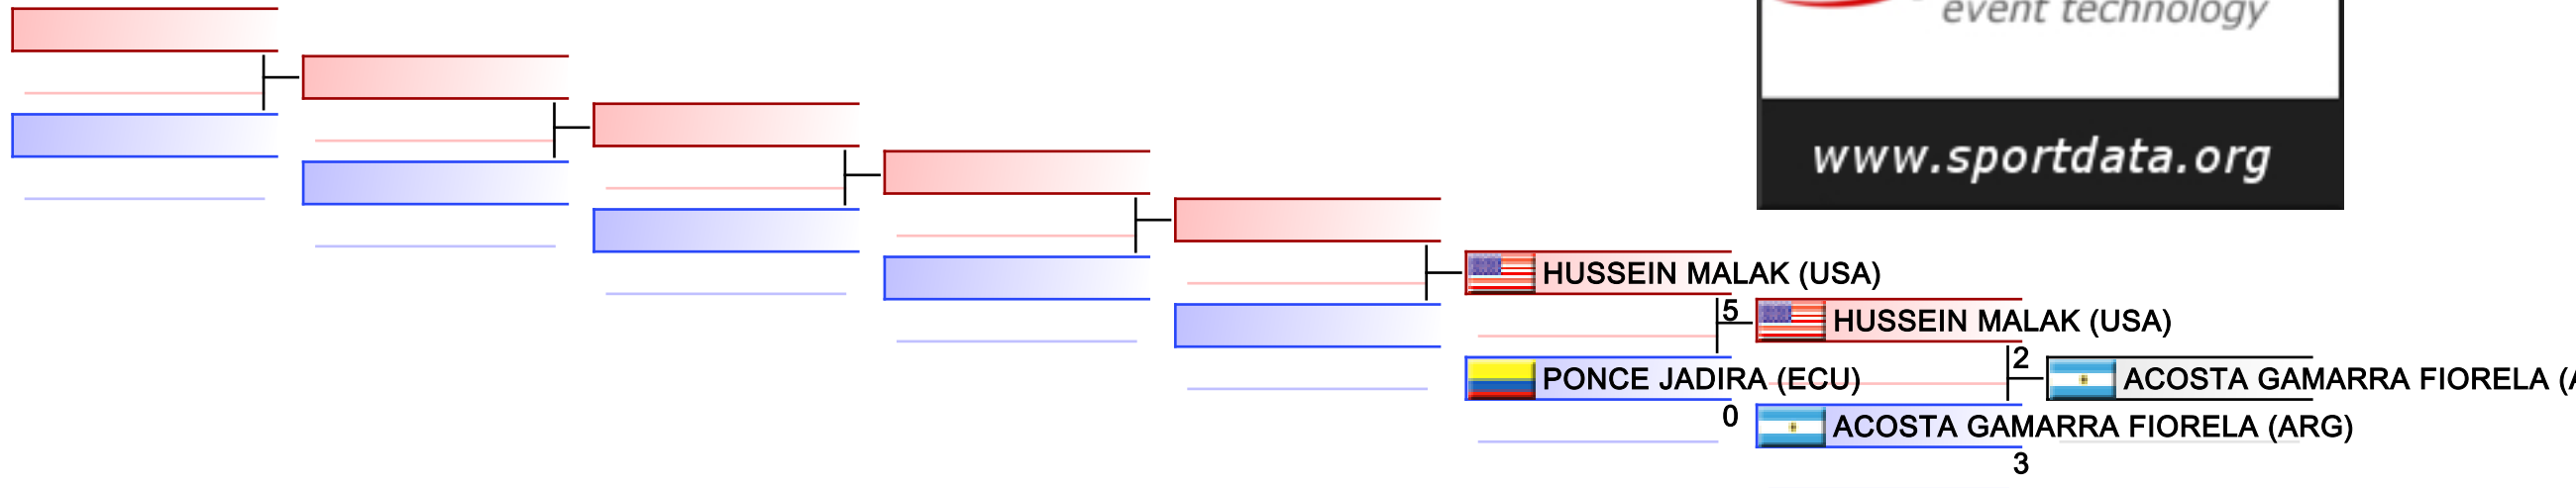 event technology
www.sportdata.org
HUSSEIN MALAK (USA)
5
HUSSEIN MALAK (USA)
2
PONCE JADIRA (ECU)
ACOSTA GAMARRA FIORELA (A
0
ACOSTA GAMARRA FIORELA (ARG)
3